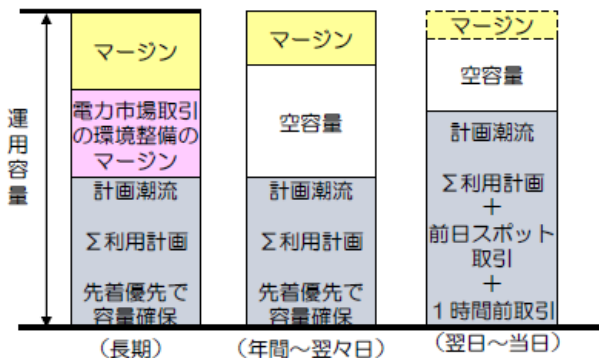 運用容量
マージン
電力市場取引
の環境整備の
マージン
計画潮流
Σ利用計画
先着優先で
容量確保
（長期）
マージン
空容量
計画潮流
Σ利用計画
先着優先で
容量確保
（年間～翌々日）
マージン
空容量
計画潮流
Σ利用計画
＋
前日スポット
取引
＋
１時間前取引
（翌日～当日）